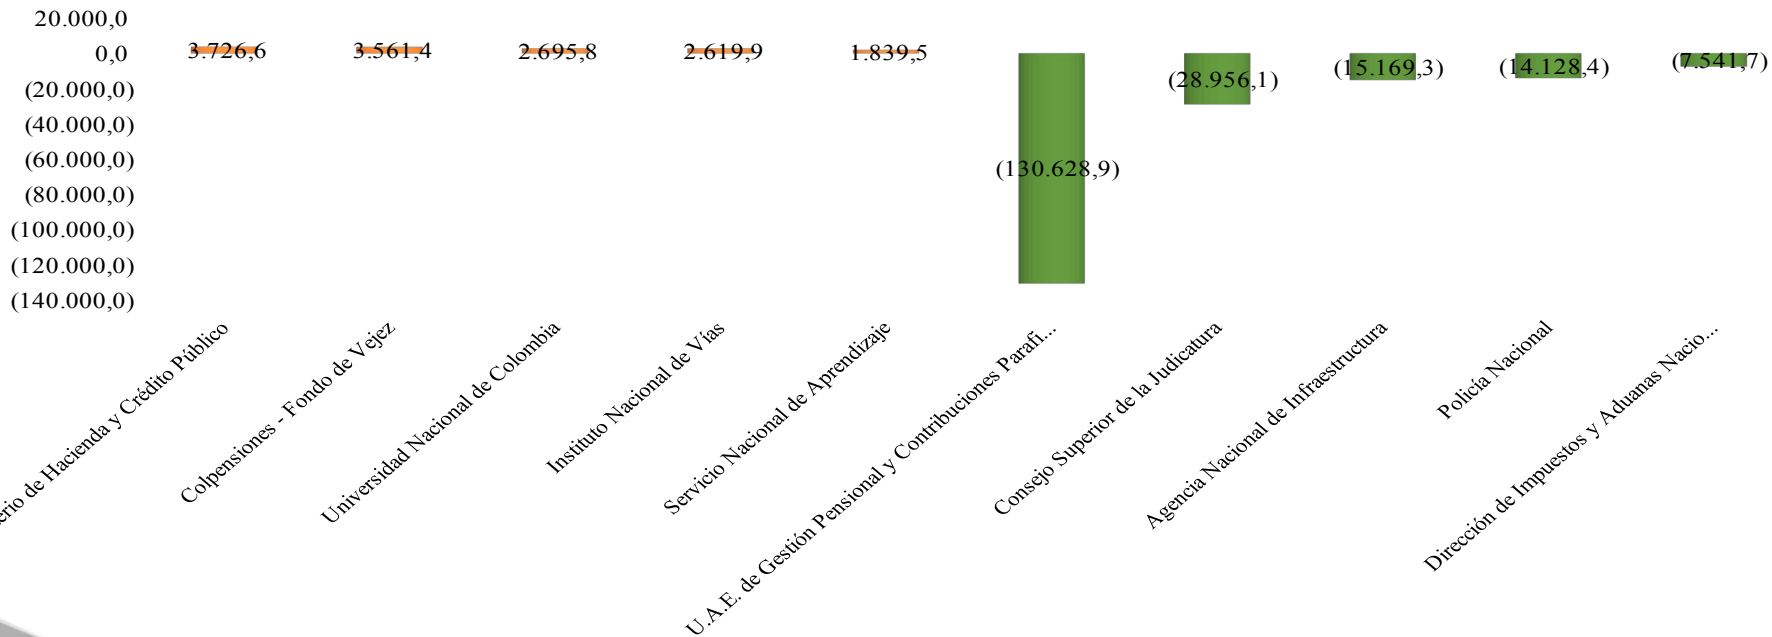 20.000,0
0,0
(20.000,0)
(40.000,0)
(60.000,0)
(80.000,0)
(100.000,0)
(120.000,0)
(140.000,0)
3.726,6
3.561,4
2.695,8
2.619,9
1.839,5
(130.628,9)
(28.956,1)
(15.169,3)
(14.128,4)
(7.541,7)
de Hacienda y Crédito Público
Colpensiones - Fondo de Vejez
Universidad Nacional de Colombia
Instituto Nacional de Vías
Servicio Nacional de Aprendizaje
U.A.E. de Gestión Pensional y Contribuciones Parafi...
Consejo Superior de la Judicatura
Agencia Nacional de Infraestructura
Policía Nacional
Dirección de Impuestos y Aduanas Nacio...